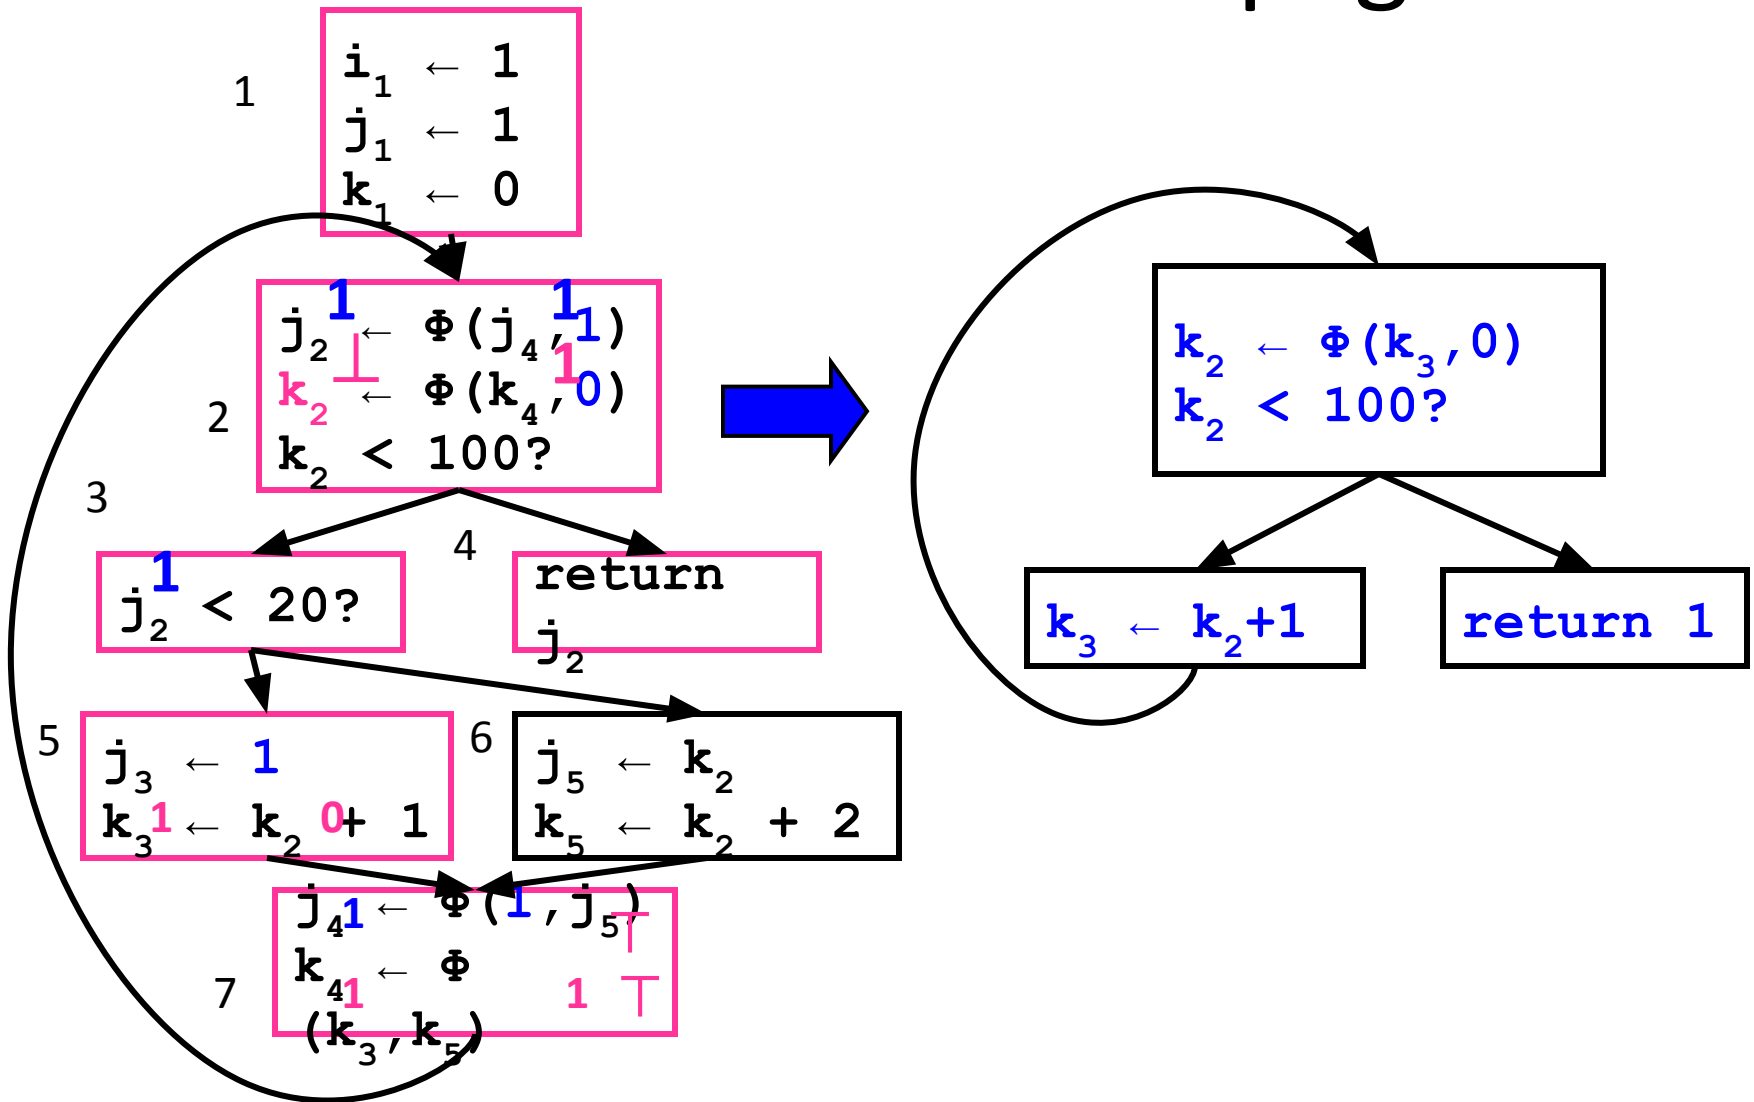 1
i₁ ← 1
j₁ ← 1
k₁ ← 0
2
j₂ 1 ← Φ(j₄ 1,1)
k₂ ⊥ ← Φ(k₄ 1,0)
k₂ < 100?
3
j₂ 1 < 20?
4
return
j₂
5
j₃ ← 1
k₃ 1 ← k₂ 0 + 1
6
j₅ ← k₂
k₅ ← k₂ + 2
7
j₄ 1 ← Φ(1,j₅ ⊤)
k₄ 1 ← Φ 1 ⊤
(k₃,k₅)
k₂ ← Φ(k₃,0)
k₂ < 100?
k₃ ← k₂+1
return 1